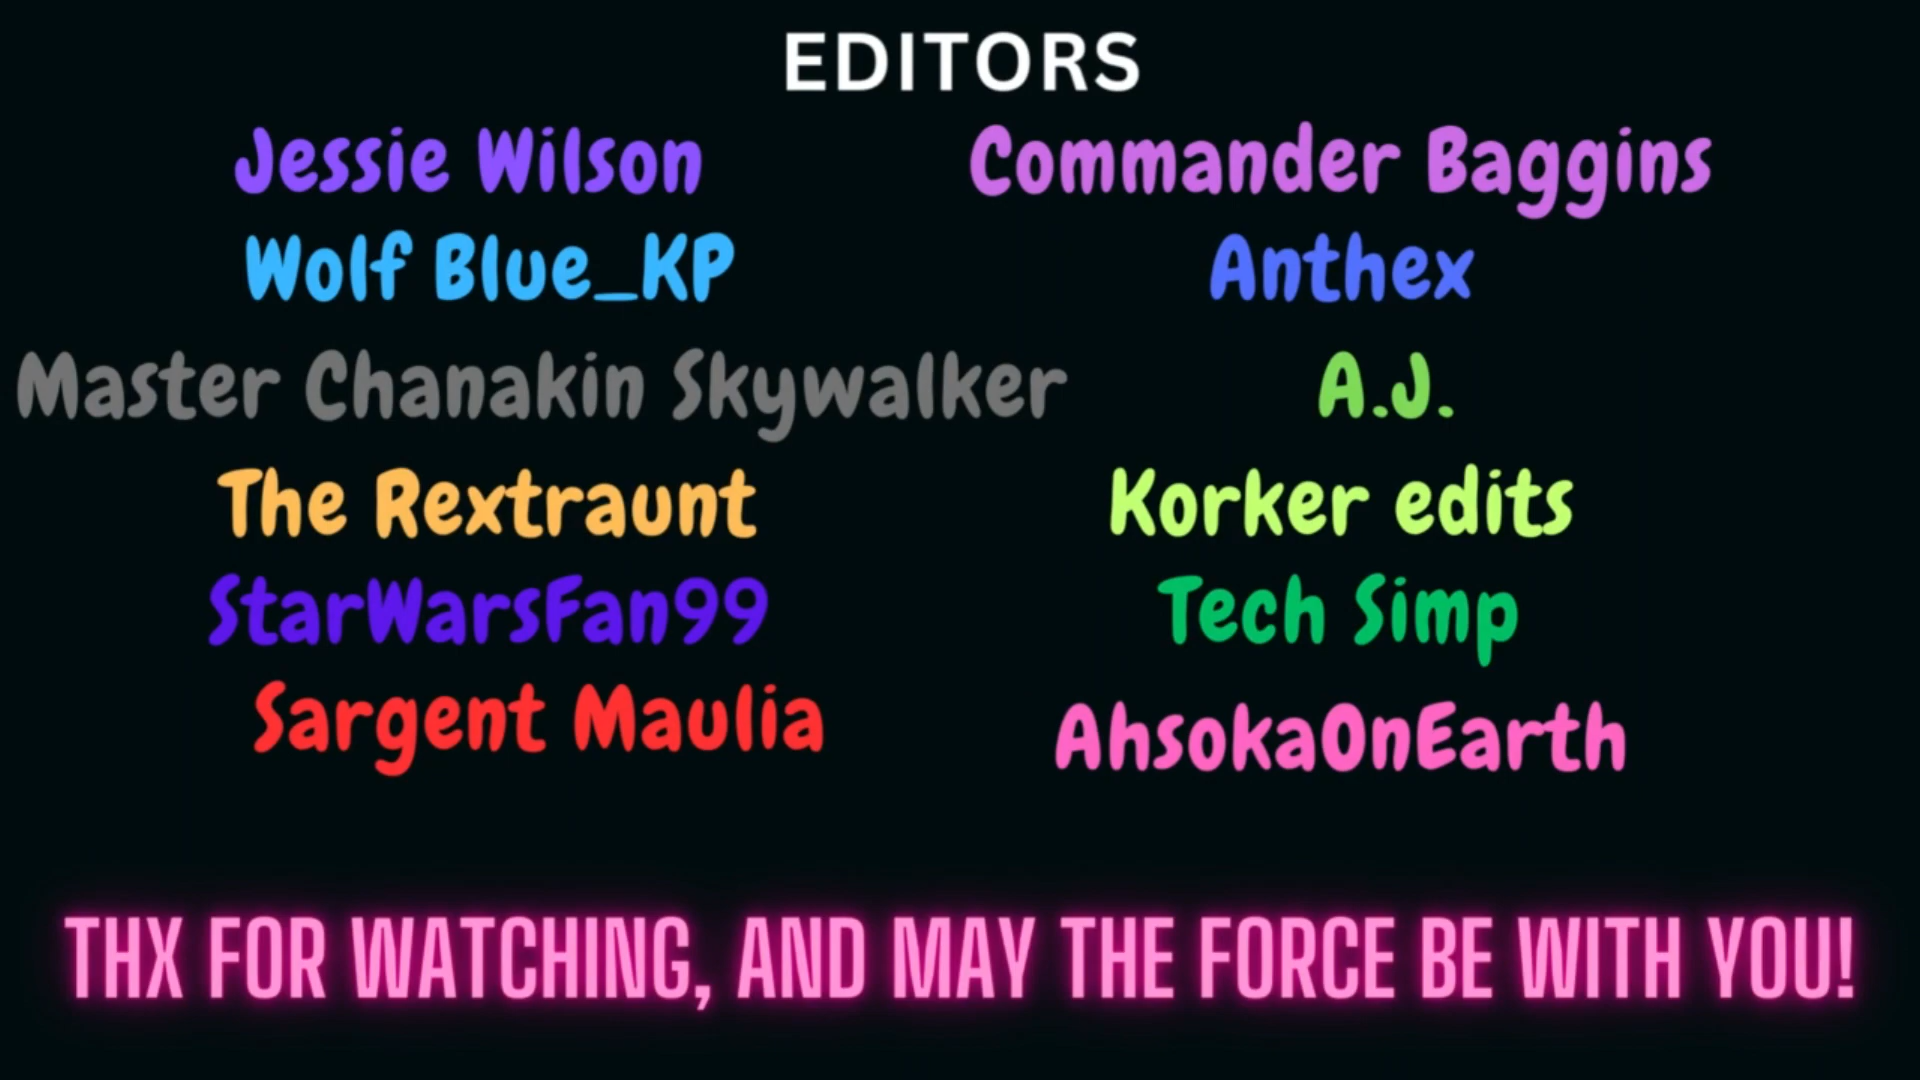 EDITORS
Jessie Wilson
Commander Baggins
Wolf Blue_KP
Anthex
Master Chanakin Skywalker
A.J.
The Rextraunt
Korker edits
StarWarsFan99
Tech Simp
Sargent Maulia
AhsokaOnEarth
THX FOR WATCHING, AND MAY THE FORCE BE WITH YOU!